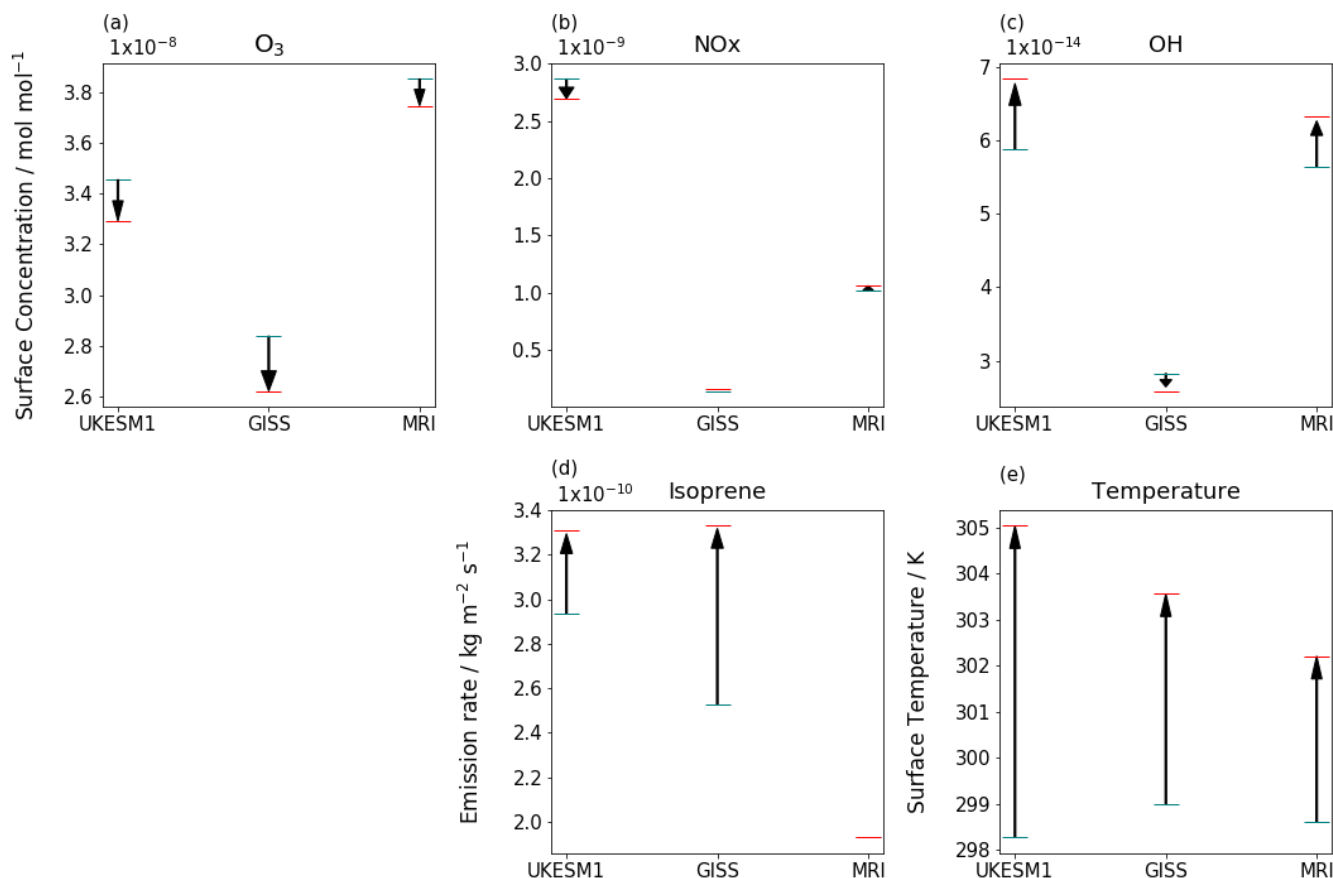 (a)
1x10⁻⁸
O₃
Surface Concentration / mol mol⁻¹
3.8
3.6
3.4
3.2
3.0
2.8
2.6
UKESM1 GISS MRI
(b)
1x10⁻⁹
NOx
3.0
2.5
2.0
1.5
1.0
0.5
UKESM1 GISS MRI
(c)
1x10⁻¹⁴
OH
7
6
5
4
3
UKESM1 GISS MRI
(d)
1x10⁻¹⁰
Isoprene
Emission rate / kg m⁻² s⁻¹
3.4
3.2
3.0
2.8
2.6
2.4
2.2
2.0
UKESM1 GISS MRI
(e)
Temperature
Surface Temperature / K
305
304
303
302
301
300
299
298
UKESM1 GISS MRI